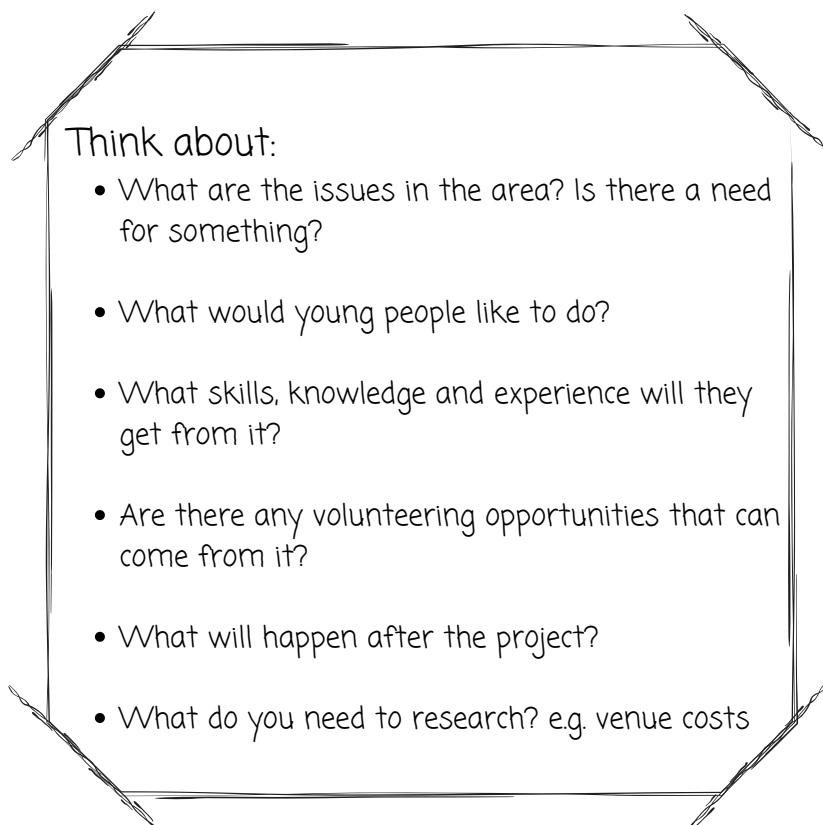 Think about:
• What are the issues in the area? Is there a need
for something?
• What would young people like to do?
• What skills, knowledge and experience will they
get from it?
• Are there any volunteering opportunities that can
come from it?
• What will happen after the project?
• What do you need to research? e.g. venue costs